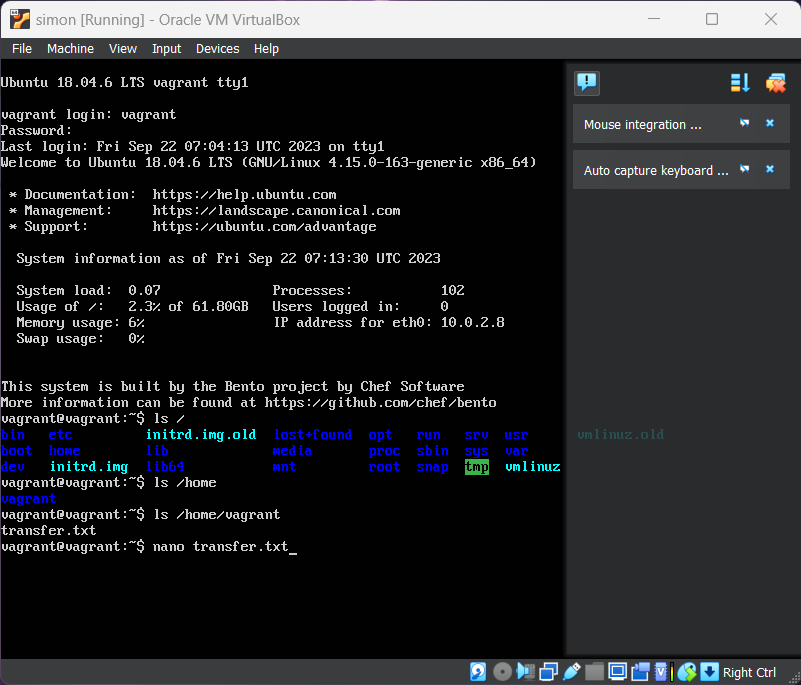 simon [Running] - Oracle VM VirtualBox
File Machine View Input Devices Help
Ubuntu 18.04.6 LTS vagrant tty1
vagrant login: vagrant
Password:
Last login: Fri Sep 22 07:04:13 UTC 2023 on tty1
Welcome to Ubuntu 18.04.6 LTS (GNU/Linux 4.15.0-163-generic x86_64)
* Documentation: https://help.ubuntu.com
* Management: https://landscape.canonical.com
* Support: https://ubuntu.com/advantage
System information as of Fri Sep 22 07:13:30 UTC 2023
System load: 0.07 Processes: 102
Usage of /: 2.3% of 61.80GB Users logged in: 0
Memory usage: 6% IP address for eth0: 10.0.2.8
Swap usage: 0%
This system is built by the Bento project by Chef Software
More information can be found at https://github.com/chef/bento
vagrant@vagrant:~$ ls /
bin etc initrd.img.old lost+found opt run srv usr vmlinuz.old
boot home lib media proc sbin sys var
dev initrd.img lib64 mnt root snap tmp vmlinuz
vagrant@vagrant:~$ ls /home
vagrant
vagrant@vagrant:~$ ls /home/vagrant
transfer.txt
vagrant@vagrant:~$ nano transfer.txt_
Mouse integration ...
Auto capture keyboard ...
Right Ctrl